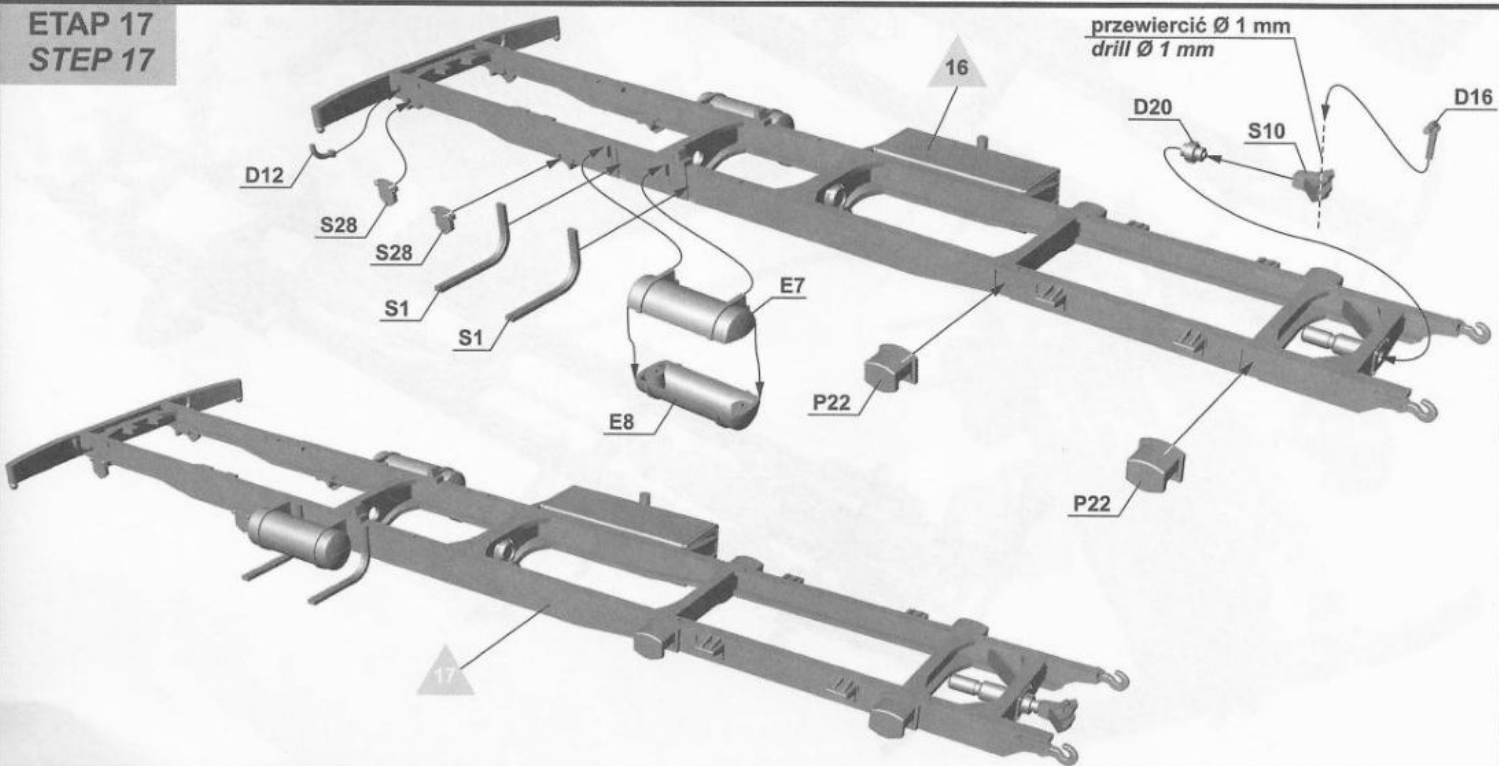 ETAP 17
STEP 17
przewiercić Ø 1 mm
drill Ø 1 mm
16
D20
S10
D16
D12
S28
S28
S1
S1
E7
E8
P22
P22
17